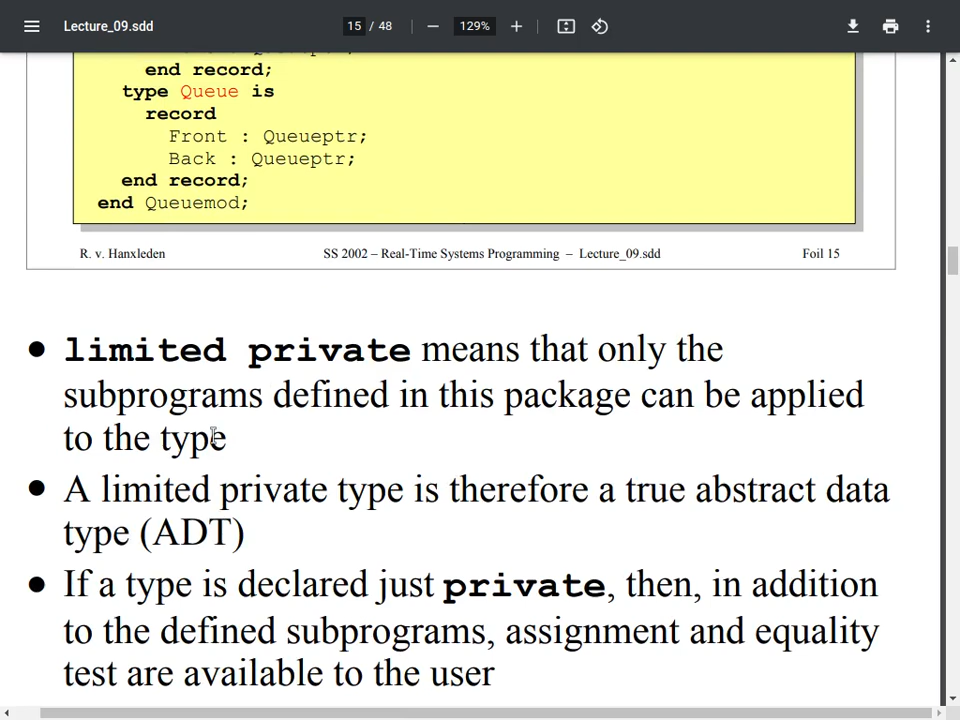 Lecture_09.sdd
15 / 48
129%
end record;
type Queue is
record
Front : Queueptr;
Back : Queueptr;
end record;
end Queuemod;
R. v. Hanxleden
SS 2002 – Real-Time Systems Programming – Lecture_09.sdd
Foil 15
• limited private means that only the
subprograms defined in this package can be applied
to the type
• A limited private type is therefore a true abstract data
type (ADT)
• If a type is declared just private, then, in addition
to the defined subprograms, assignment and equality
test are available to the user